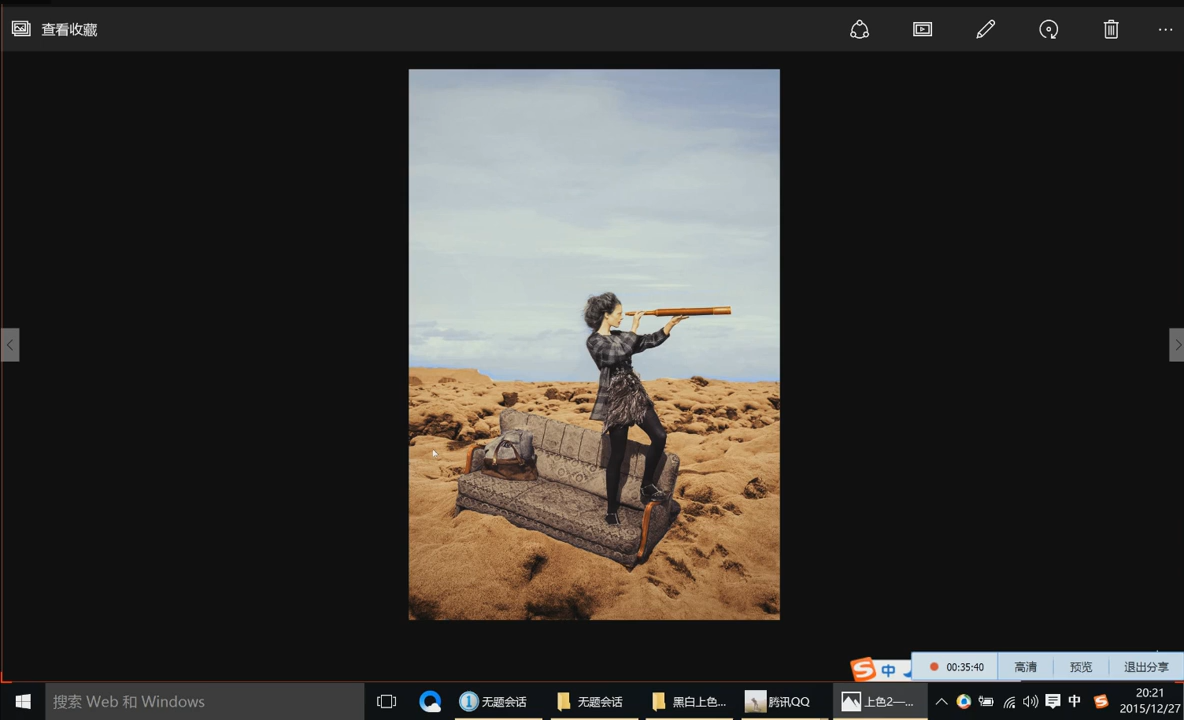 查看收藏
中
00:35:40
高清
预览
退出分享
搜索 Web 和 Windows
无题会话
无题会话
黑白上色...
腾讯QQ
上色2—...
中
20:21
2015/12/27